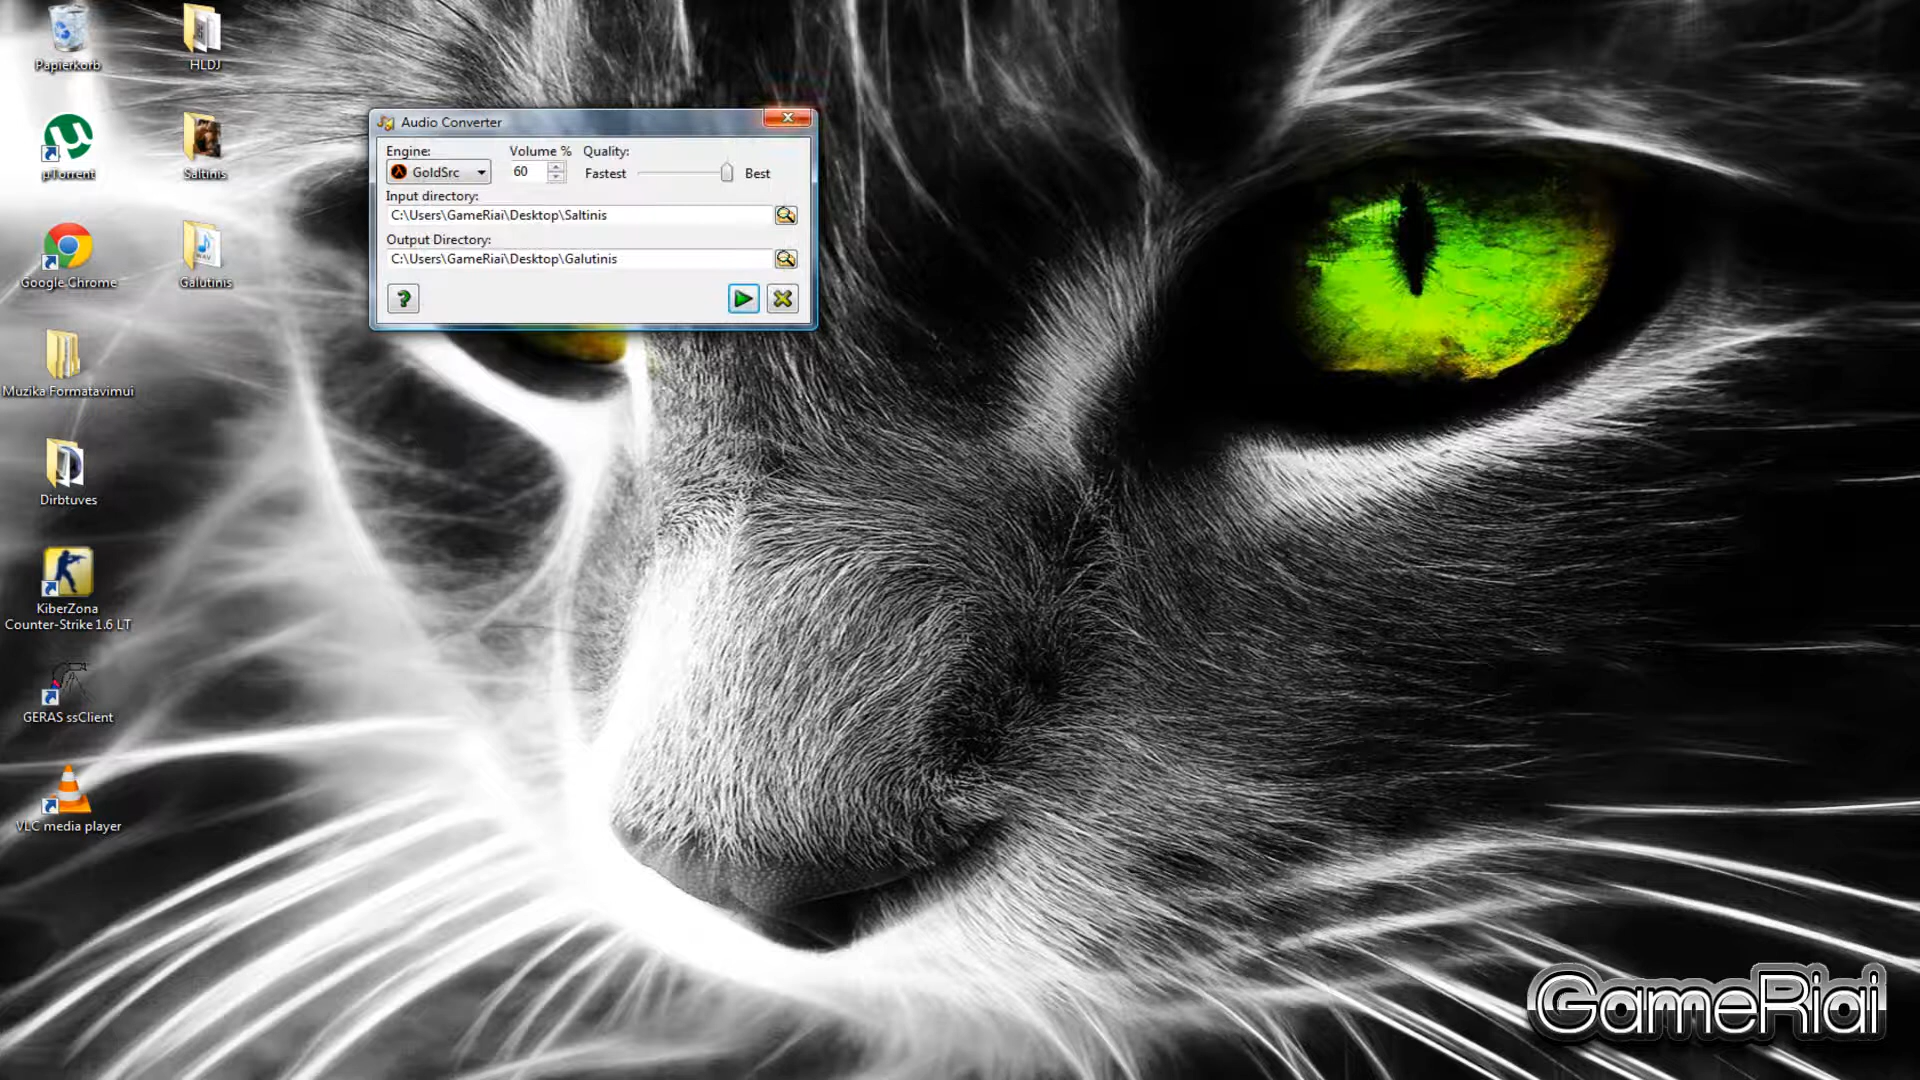 Papierkorb
HLDJ
µTorrent
Saltinis
Google Chrome
Galutinis
Muzika Formatavimui
Dirbtuves
KiberZona
Counter-Strike 1.6 LT
GERAS ssClient
VLC media player
Audio Converter
Engine:
Volume %
Quality:
GoldSrc
60
Fastest
Best
Input directory:
C:\Users\GameRiai\Desktop\Saltinis
Output Directory:
C:\Users\GameRiai\Desktop\Galutinis
?
WAV
GameRiai